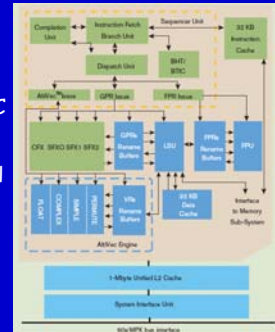 Sequencer Unit
Completion Unit
Instruction Fetch
Branch Unit
32 KB
Instruction
Cache
Dispatch Unit
BHT/
BTIC
AltiVec Issue
GPR Issue
FPR Issue
CFX SFX0 SFX1 SFX2
GPRs
Rename
Buffers
LSU
FPRs
Rename
Buffers
FPU
FLOAT
COMPLEX
SIMPLE
PERMUTE
VRs
Rename
Buffers
32 KB
Data
Cache
Interface
to Memory
Sub-System
AltiVec Engine
1-Mbyte Unified L2 Cache
System Interface Unit
60x/MPX bus interface